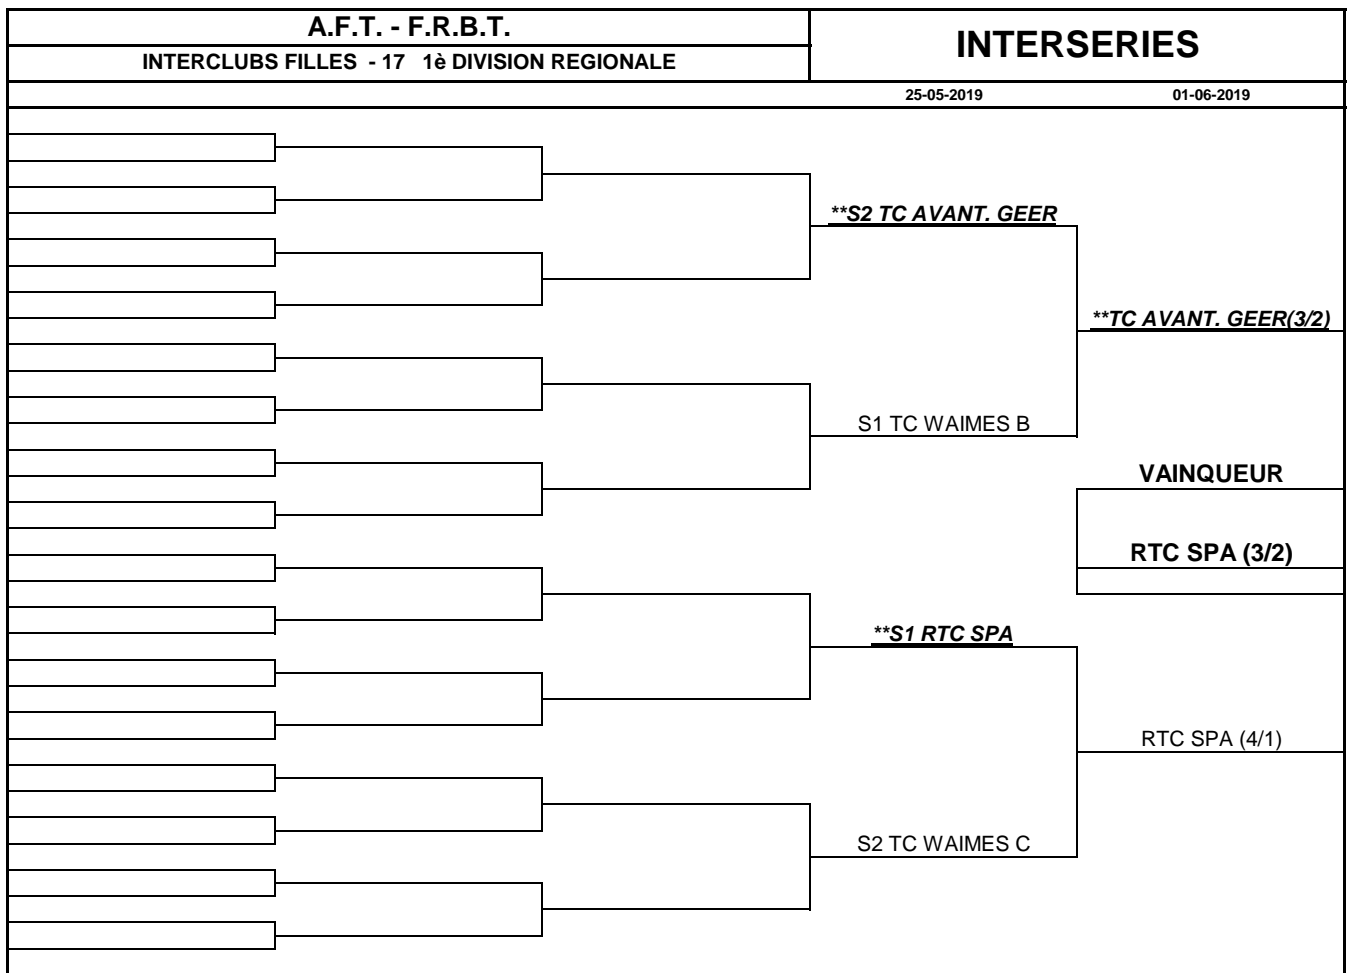 A.F.T. - F.R.B.T.
INTERCLUBS FILLES - 17 1è DIVISION REGIONALE
INTERSERIES
25-05-2019 01-06-2019
**S2 TC AVANT. GEER
**TC AVANT. GEER(3/2)
S1 TC WAIMES B
VAINQUEUR
RTC SPA (3/2)
**S1 RTC SPA
RTC SPA (4/1)
S2 TC WAIMES C